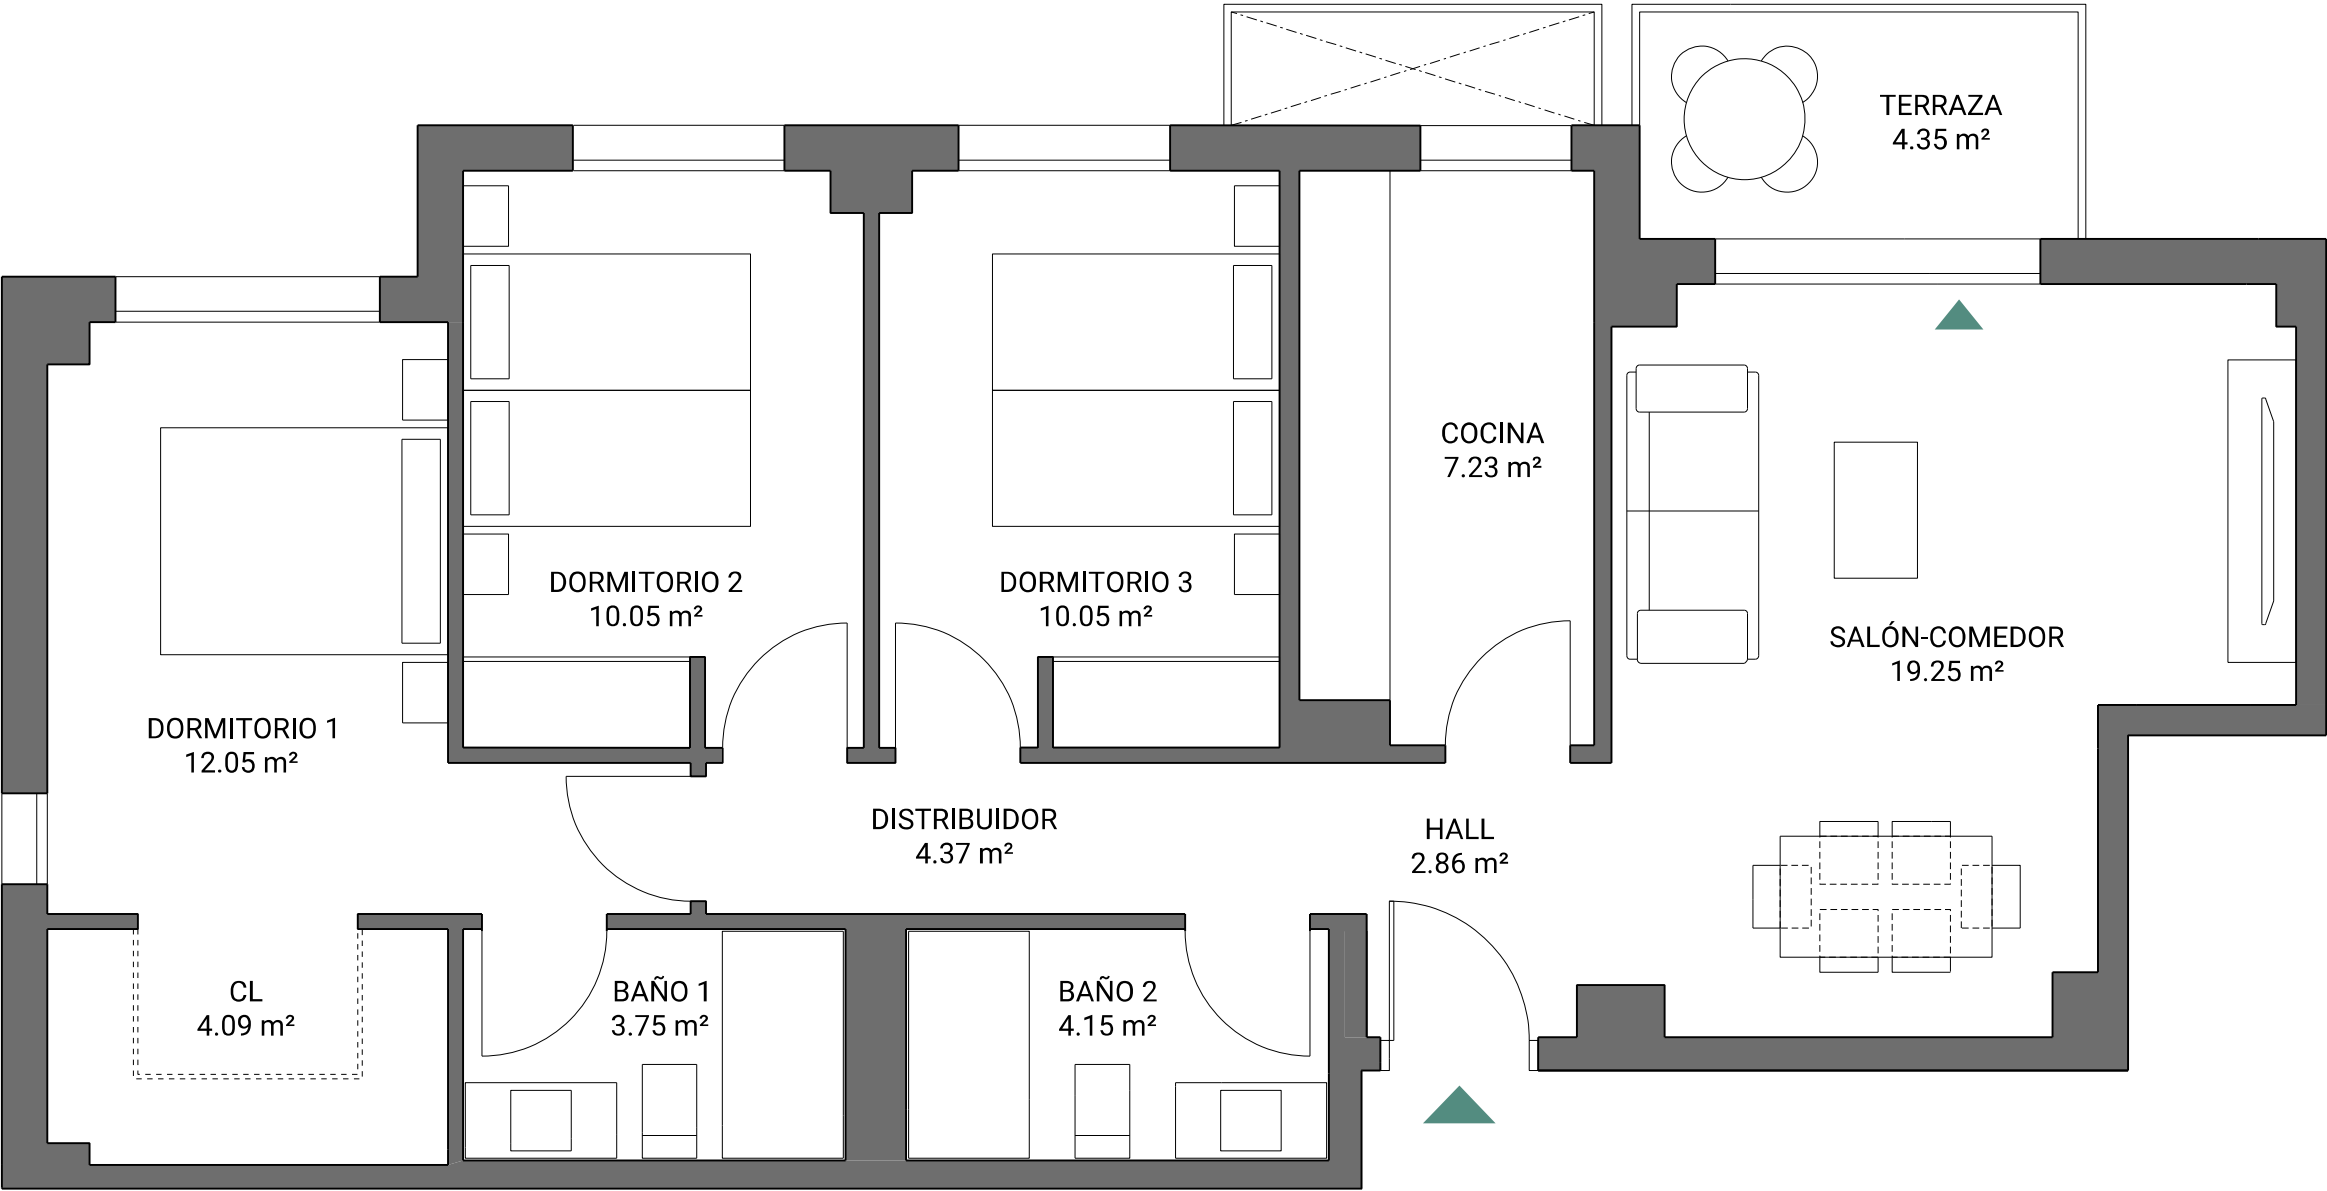 TERRAZA
4.35 m²
COCINA
7.23 m²
DORMITORIO 2
10.05 m²
DORMITORIO 3
10.05 m²
SALÓN-COMEDOR
19.25 m²
DORMITORIO 1
12.05 m²
DISTRIBUIDOR
4.37 m²
HALL
2.86 m²
CL
4.09 m²
BAÑO 1
3.75 m²
BAÑO 2
4.15 m²